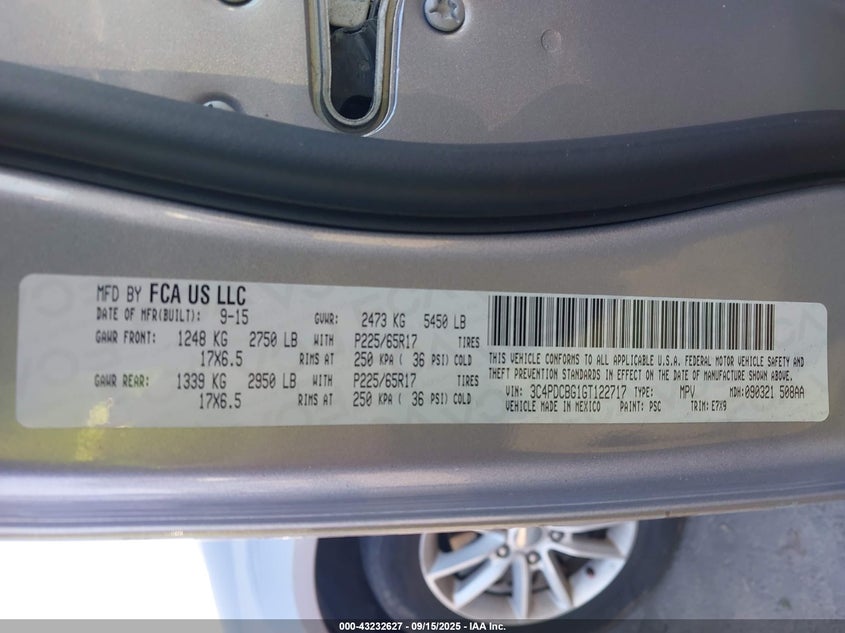 MFD BY FCA US LLC
DATE OF MFR(BUILT): 9-15 GVWR: 2473 KG 5450 LB
GAWR FRONT: 1248 KG 2750 LB WITH P225/65R17 TIRES
17X6.5 RIMS AT 250 KPA ( 36 PSI) COLD
GAWR REAR: 1339 KG 2950 LB WITH P225/65R17 TIRES
17X6.5 RIMS AT 250 KPA ( 36 PSI) COLD
THIS VEHICLE CONFORMS TO ALL APPLICABLE U.S.A. FEDERAL MOTOR VEHICLE SAFETY AND
THEFT PREVENTION STANDARDS IN EFFECT ON THE DATE OF MANUFACTURE SHOWN ABOVE.
VIN: 3C4PDCBG1GT122717 TYPE: MPV MDH:090321 508AA
VEHICLE MADE IN MEXICO PAINT: PSC TRIM: E7X9
000-43232627 - 09/15/2025 - IAA Inc.